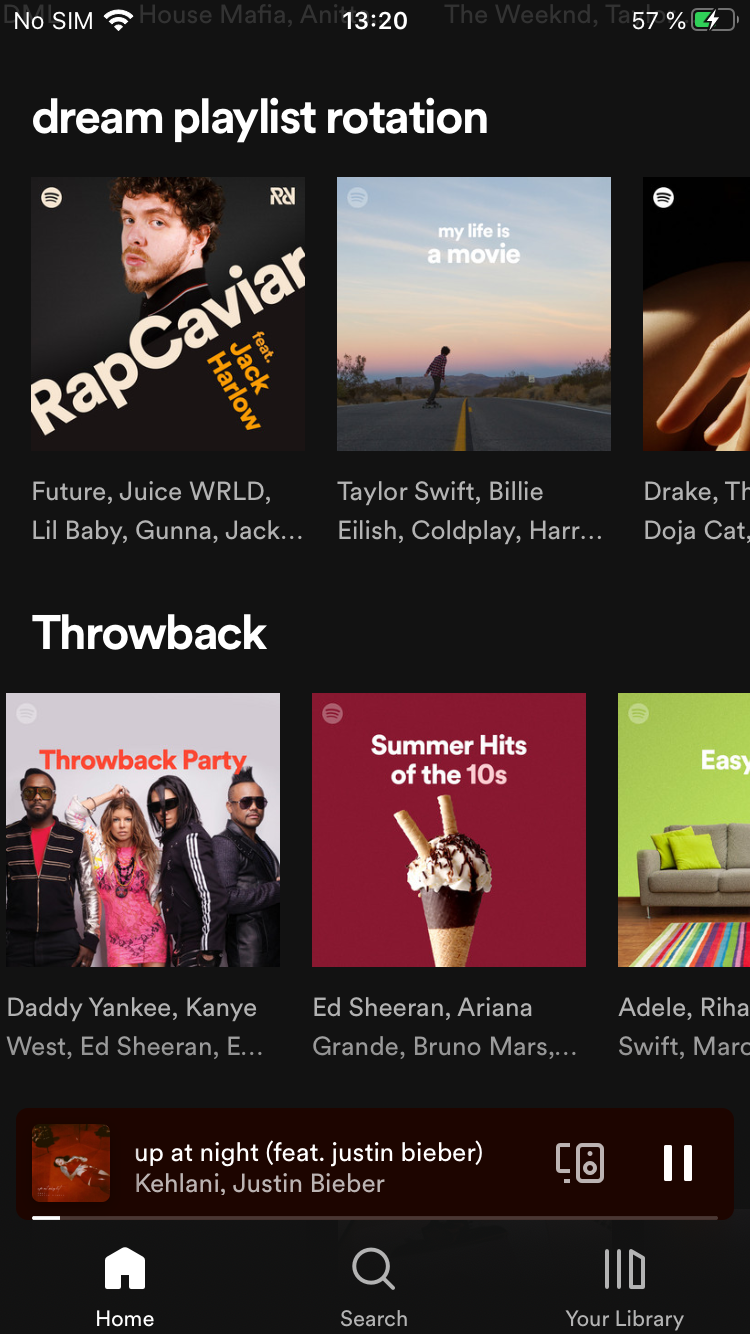 DML
House Mafia, Anitt
The Weeknd, Taylo
No SIM
13:20
57 %
dream playlist rotation
RapCaviar
feat.
Jack
Harlow
my life is
a movie
Future, Juice WRLD,
Lil Baby, Gunna, Jack...
Taylor Swift, Billie
Eilish, Coldplay, Harr...
Drake, Th
Doja Cat,
Throwback
Throwback Party
Summer Hits
of the 10s
Easy
Daddy Yankee, Kanye
West, Ed Sheeran, E...
Ed Sheeran, Ariana
Grande, Bruno Mars,...
Adele, Riha
Swift, Marc
up at night (feat. justin bieber)
Kehlani, Justin Bieber
Home
Search
Your Library